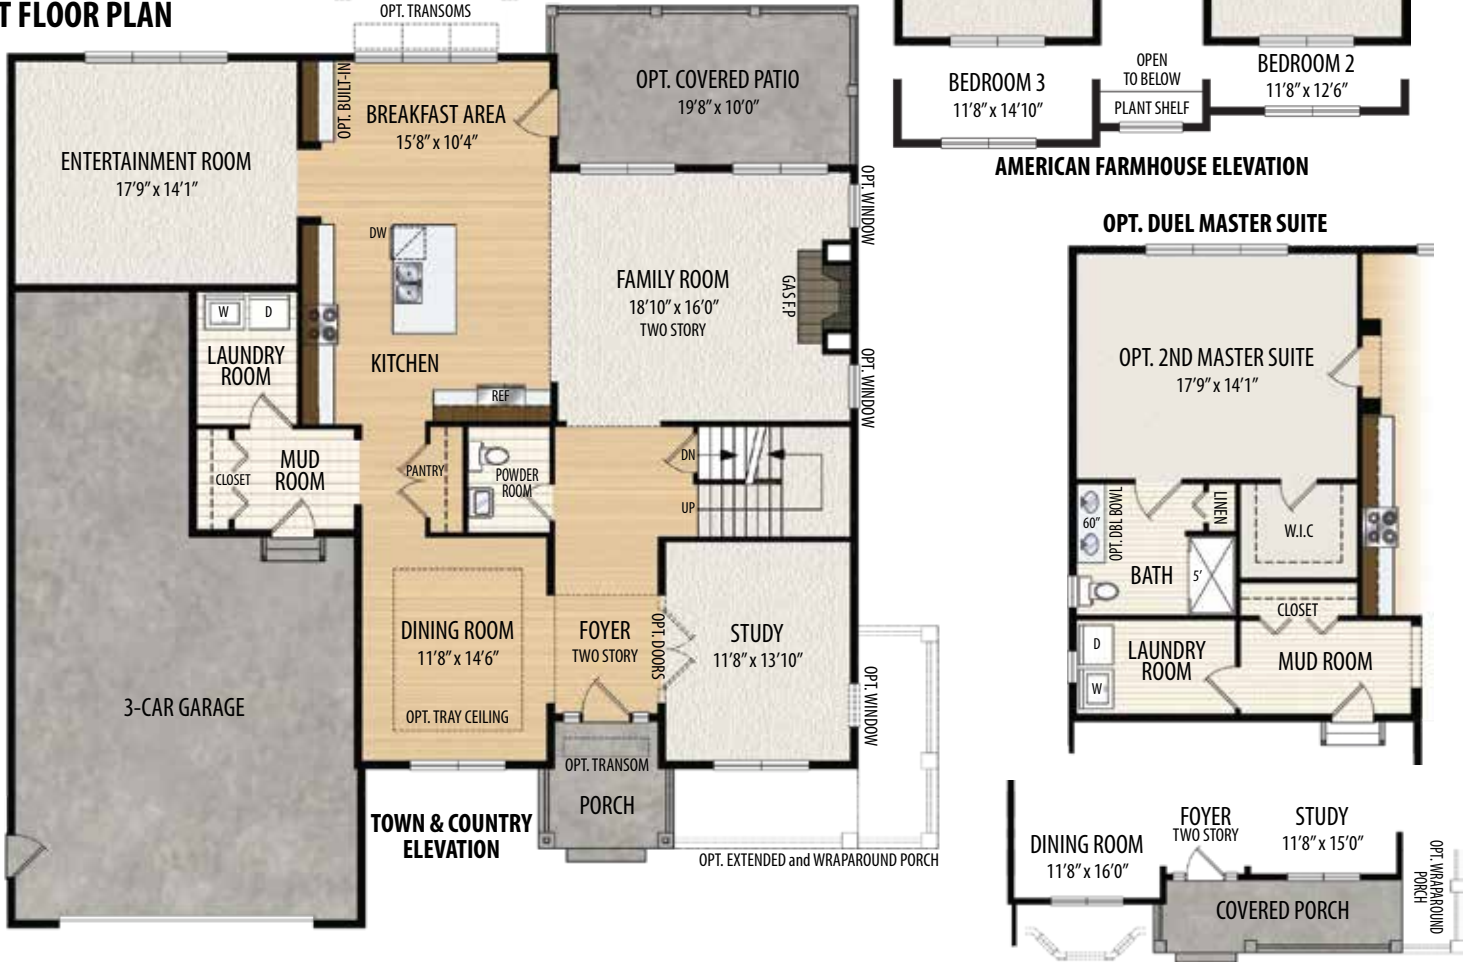 T FLOOR PLAN
OPT. TRANSOMS
ENTERTAINMENT ROOM
17'9" x 14'1"
OPT. BUILT-IN
BREAKFAST AREA
15'8" x 10'4"
OPT. COVERED PATIO
19'8" x 10'0"
DW
KITCHEN
REF
FAMILY ROOM
18'10" x 16'0"
TWO STORY
GAS F.P
OPT. WINDOW
OPT. WINDOW
W
D
LAUNDRY
ROOM
CLOSET
MUD
ROOM
PANTRY
POWDER
ROOM
DN
UP
3-CAR GARAGE
DINING ROOM
11'8" x 14'6"
OPT. TRAY CEILING
FOYER
TWO STORY
OPT. DOORS
STUDY
11'8" x 13'10"
OPT. WINDOW
OPT. TRANSOM
PORCH
TOWN & COUNTRY
ELEVATION
OPT. EXTENDED and WRAPAROUND PORCH
BEDROOM 3
11'8" x 14'10"
OPEN
TO BELOW
PLANT SHELF
BEDROOM 2
11'8" x 12'6"
AMERICAN FARMHOUSE ELEVATION
OPT. DUEL MASTER SUITE
OPT. 2ND MASTER SUITE
17'9" x 14'1"
60"
OPT. DBL BOWL
LINEN
W.I.C
BATH
5'
CLOSET
D
W
LAUNDRY
ROOM
MUD ROOM
DINING ROOM
11'8" x 16'0"
FOYER
TWO STORY
STUDY
11'8" x 15'0"
COVERED PORCH
OPT. WRAPAROUND
PORCH